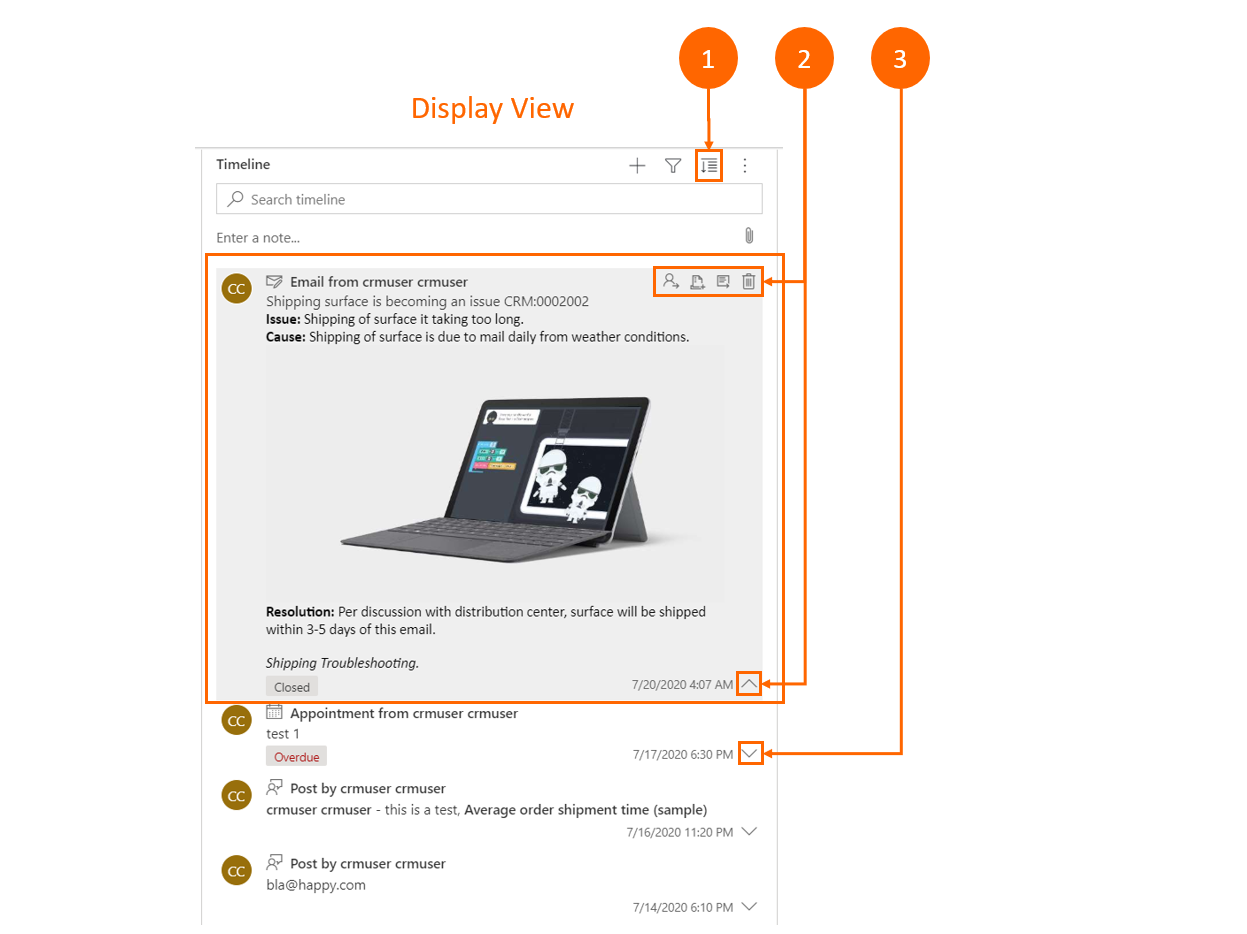 1 2 3
Display View
Timeline
Search timeline
Enter a note...
CC Email from crmuser crmuser
Shipping surface is becoming an issue CRM:0002002
Issue: Shipping of surface it taking too long.
Cause: Shipping of surface is due to mail daily from weather conditions.
Resolution: Per discussion with distribution center, surface will be shipped
within 3-5 days of this email.
Shipping Troubleshooting.
Closed 7/20/2020 4:07 AM
CC Appointment from crmuser crmuser
test 1
Overdue 7/17/2020 6:30 PM
CC Post by crmuser crmuser
crmuser crmuser - this is a test, Average order shipment time (sample)
7/16/2020 11:20 PM
CC Post by crmuser crmuser
bla@happy.com
7/14/2020 6:10 PM